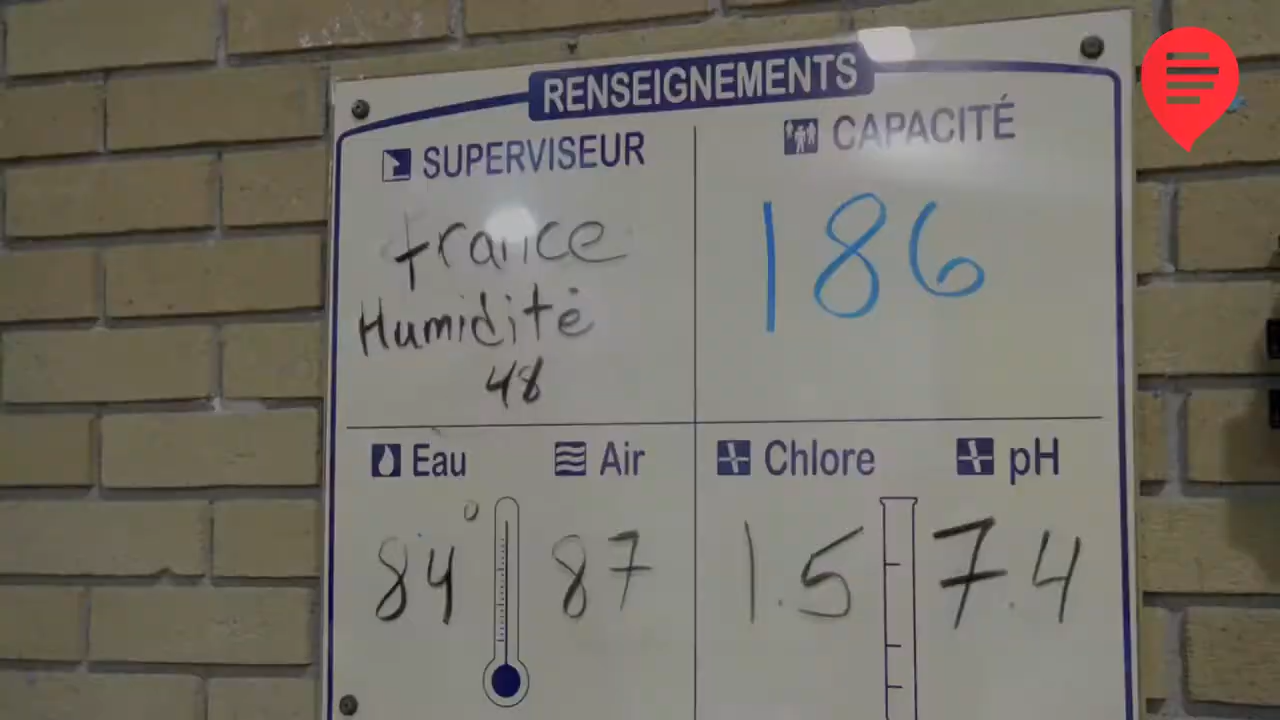 RENSEIGNEMENTS
SUPERVISEUR
France
Humidité
48
CAPACITÉ
186
Eau
84°
Air
87
Chlore
1.5
pH
7.4